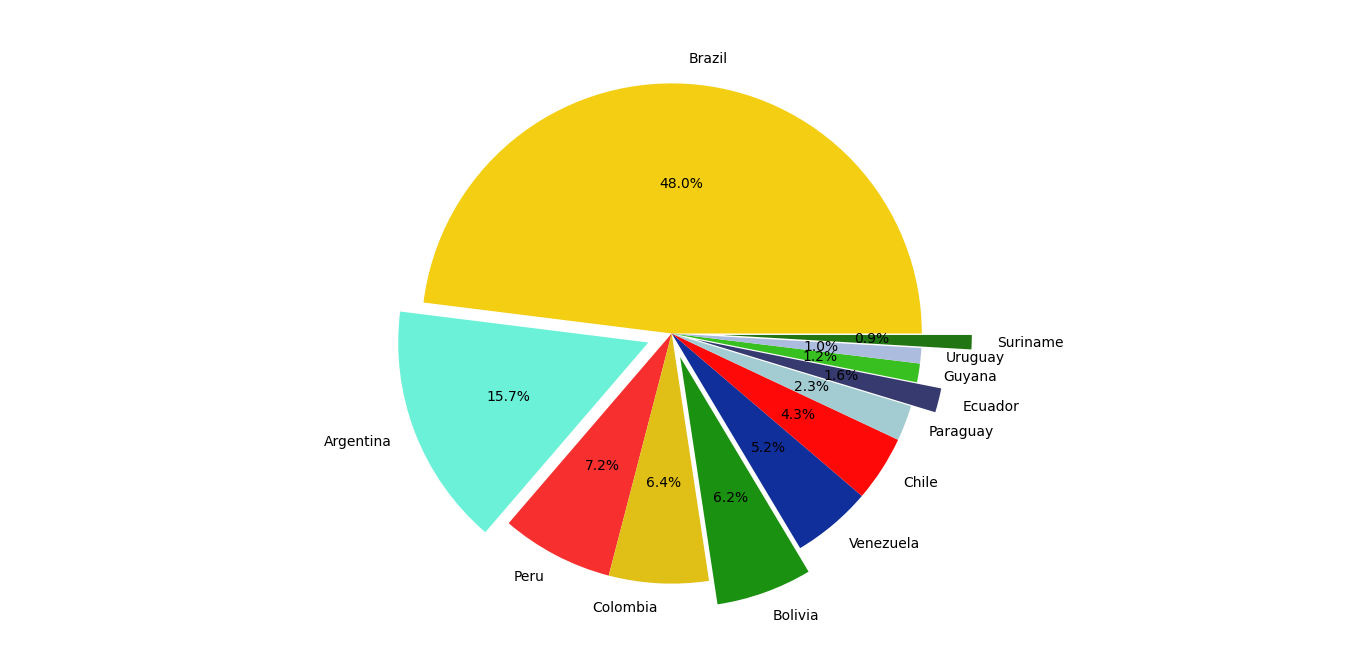 Brazil
48.0%
Argentina
15.7%
Peru
7.2%
Colombia
6.4%
Bolivia
6.2%
Venezuela
5.2%
Chile
4.3%
Paraguay
2.3%
Ecuador
1.6%
Guyana
1.2%
Uruguay
1.0%
Suriname
0.9%